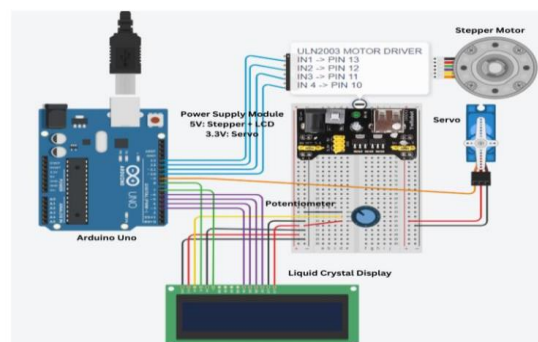 Stepper Motor
ULN2003 MOTOR DRIVER
IN1 -> PIN 13
IN2 -> PIN 12
IN3 -> PIN 11
IN 4 -> PIN 10
Power Supply Module
5V: Stepper + LCD
3.3V: Servo
Servo
Potentiometer
Arduino Uno
Liquid Crystal Display